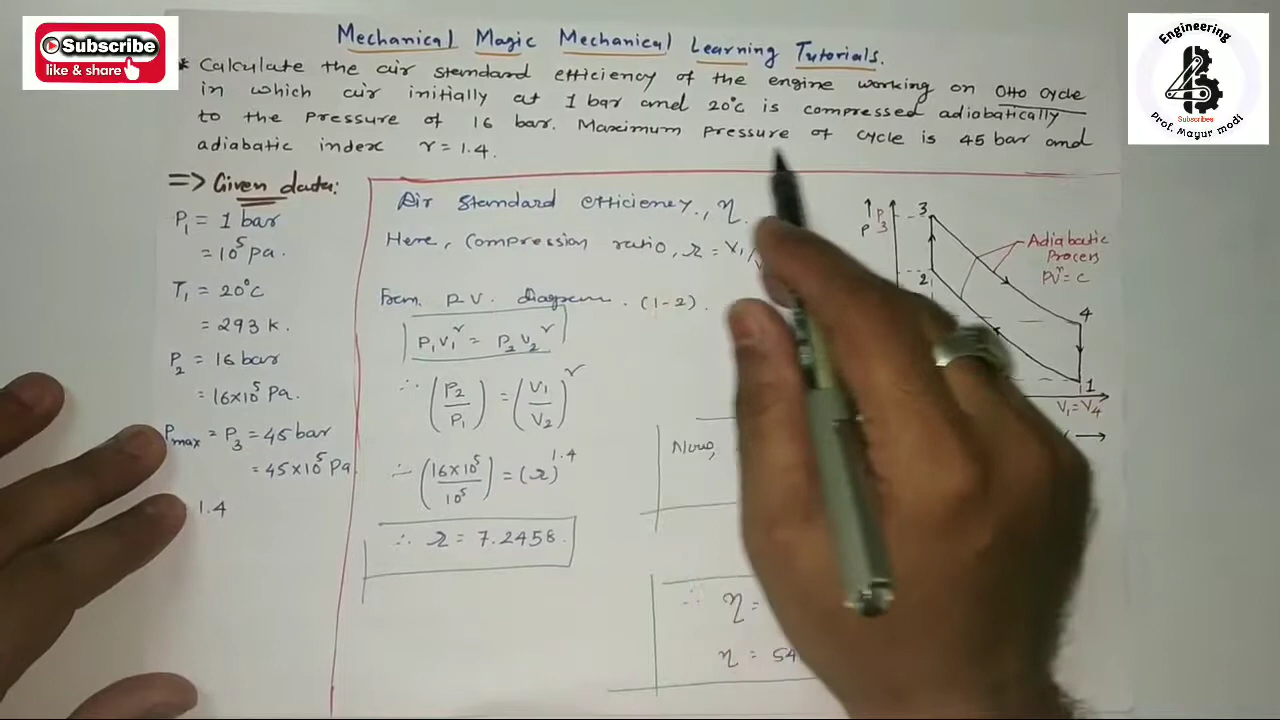 Subscribe
like & share
Engineering
Subscribes
Prof. Mayur modi
Mechanical Magic Mechanical Learning Tutorials.
* Calculate the air standard efficiency of the engine working on Otto cycle
in which air initially at 1 bar and 20°c is compressed adiabatically
to the pressure of 16 bar. Maximum pressure of cycle is 45 bar and
adiabatic index r = 1.4.
=> Given data:
P1 = 1 bar
= 10^5 pa.
T1 = 20°c
= 293 k.
P2 = 16 bar
= 16×10^5 Pa.
Pmax = P3 = 45 bar
= 45×10^5 Pa
1.4
Air standard efficiency, η.
Here, Compression ratio, r = V1/V
From PV. diagram. (1-2).
P1V1^r = P2V2^r
∴ (P2/P1) = (V1/V2)^r
∴ (16×10^5/10^5) = (r)^1.4
∴ r = 7.2458.
P
P3
3
2
4
1
Adiabatic
Process
PV^r = C
V1 = V4
Now,
∴ η =
η = 54